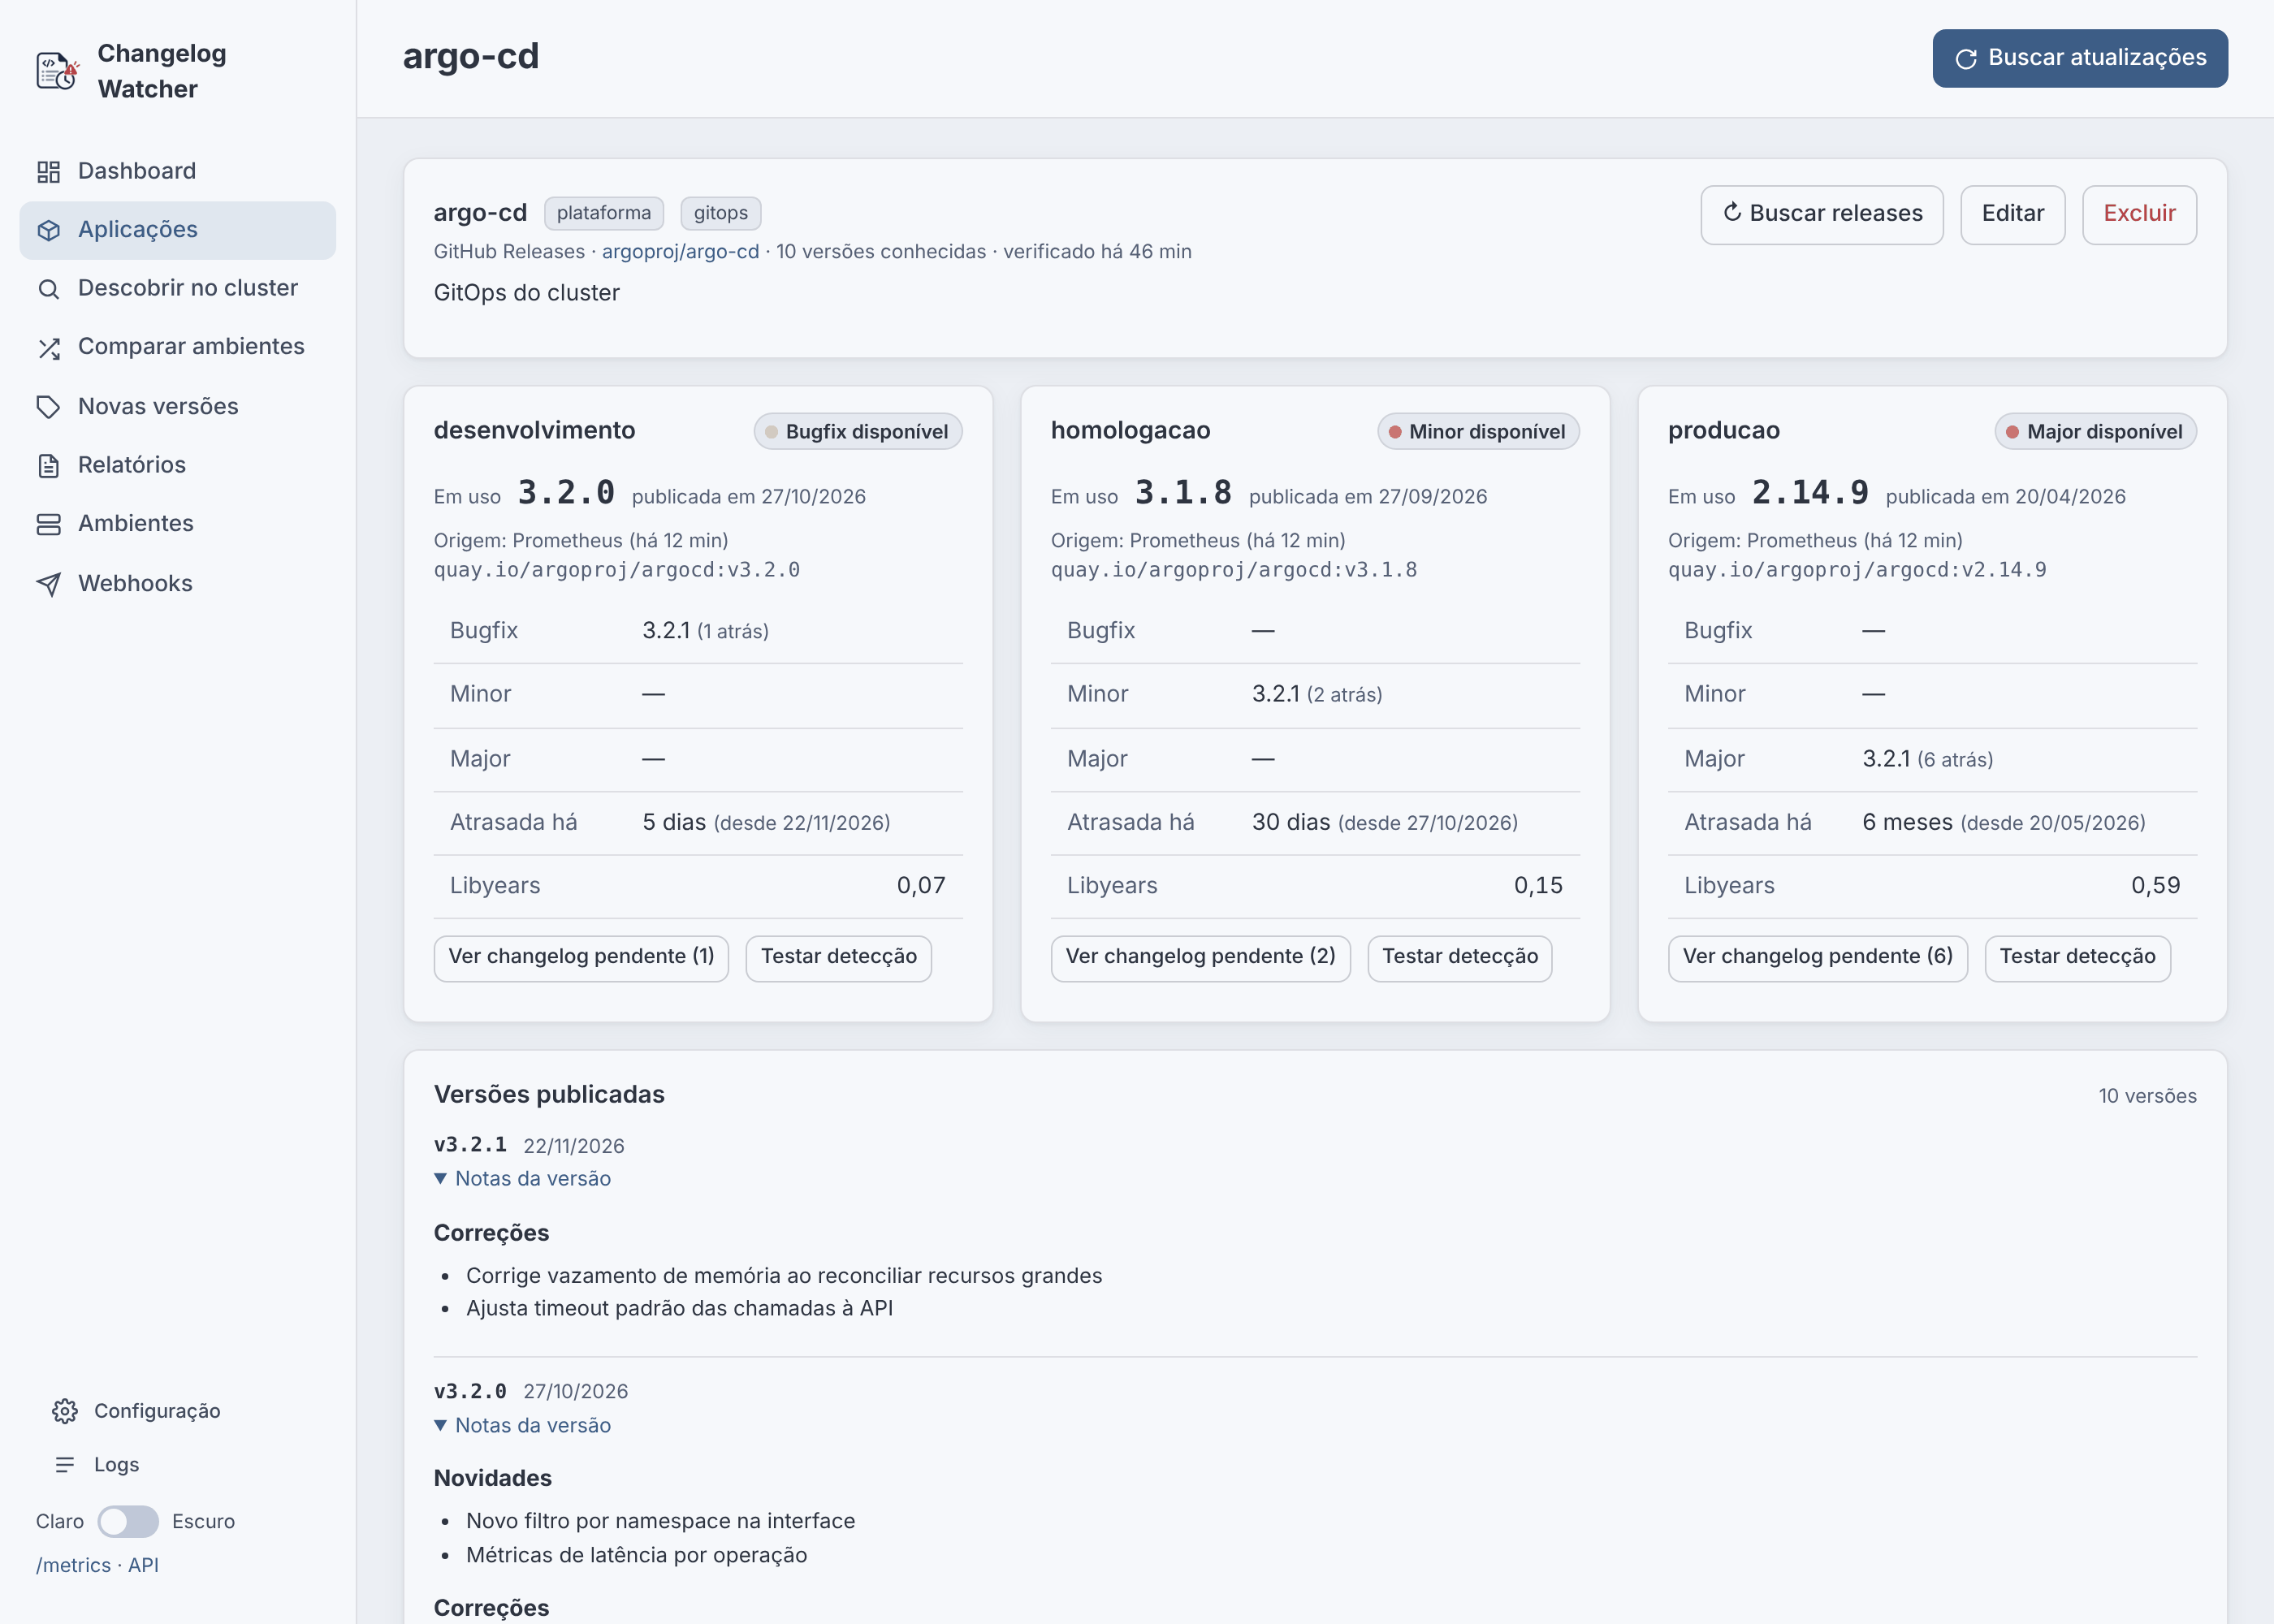 Changelog
Watcher
Dashboard
Aplicações
Descobrir no cluster
Comparar ambientes
Novas versões
Relatórios
Ambientes
Webhooks
Configuração
Logs
Claro Escuro
/metrics · API
argo-cd
Buscar atualizações
argo-cd plataforma gitops
Buscar releases Editar Excluir
GitHub Releases · argoproj/argo-cd · 10 versões conhecidas · verificado há 46 min
GitOps do cluster
desenvolvimento Bugfix disponível
Em uso 3.2.0 publicada em 27/10/2026
Origem: Prometheus (há 12 min)
quay.io/argoproj/argocd:v3.2.0
Bugfix 3.2.1 (1 atrás)
Minor —
Major —
Atrasada há 5 dias (desde 22/11/2026)
Libyears 0,07
Ver changelog pendente (1) Testar detecção
homologacao Minor disponível
Em uso 3.1.8 publicada em 27/09/2026
Origem: Prometheus (há 12 min)
quay.io/argoproj/argocd:v3.1.8
Bugfix —
Minor 3.2.1 (2 atrás)
Major —
Atrasada há 30 dias (desde 27/10/2026)
Libyears 0,15
Ver changelog pendente (2) Testar detecção
producao Major disponível
Em uso 2.14.9 publicada em 20/04/2026
Origem: Prometheus (há 12 min)
quay.io/argoproj/argocd:v2.14.9
Bugfix —
Minor —
Major 3.2.1 (6 atrás)
Atrasada há 6 meses (desde 20/05/2026)
Libyears 0,59
Ver changelog pendente (6) Testar detecção
Versões publicadas 10 versões
v3.2.1 22/11/2026
▼ Notas da versão
Correções
• Corrige vazamento de memória ao reconciliar recursos grandes
• Ajusta timeout padrão das chamadas à API
v3.2.0 27/10/2026
▼ Notas da versão
Novidades
• Novo filtro por namespace na interface
• Métricas de latência por operação
Correções